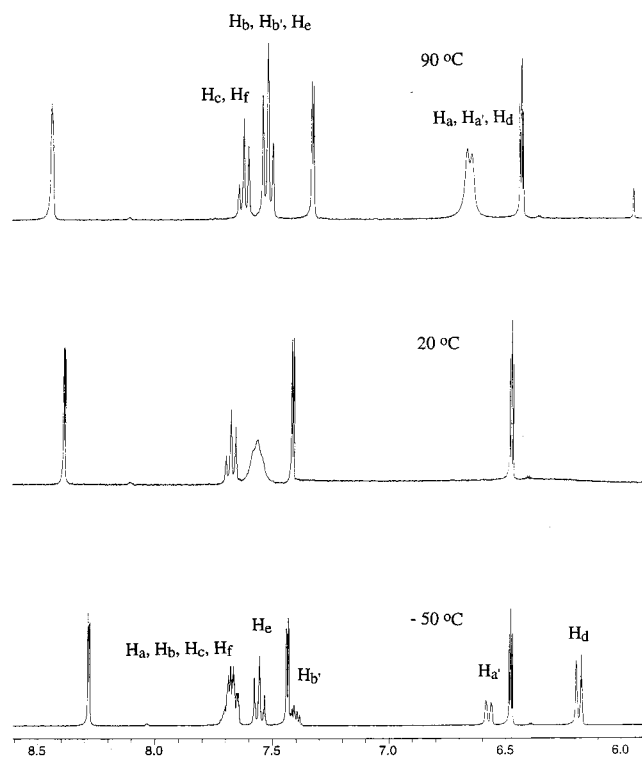 Hb, Hb', He
90 oC
Hc, Hf
Ha, Ha', Hd
20 oC
- 50 oC
He
Hd
Ha, Hb, Hc, Hf
Hb'
Ha'
8.5 8.0 7.5 7.0 6.5 6.0